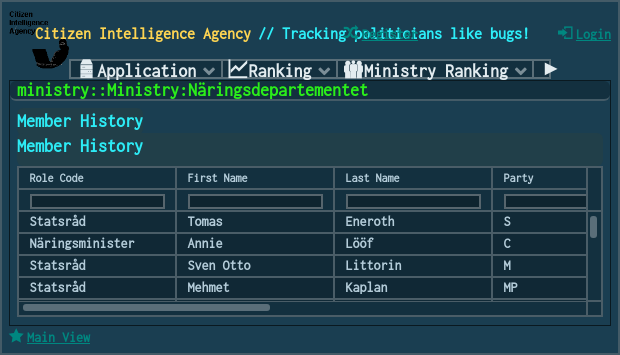 Citizen
Intelligence
Agency
Citizen Intelligence Agency // Tracking politicians like bugs!
Login
Application Ranking Ministry Ranking
ministry::Ministry:Näringsdepartementet
Member History
Member History
Role Code First Name Last Name Party
Statsråd Tomas Eneroth S
Näringsminister Annie Lööf C
Statsråd Sven Otto Littorin M
Statsråd Mehmet Kaplan MP
Main View